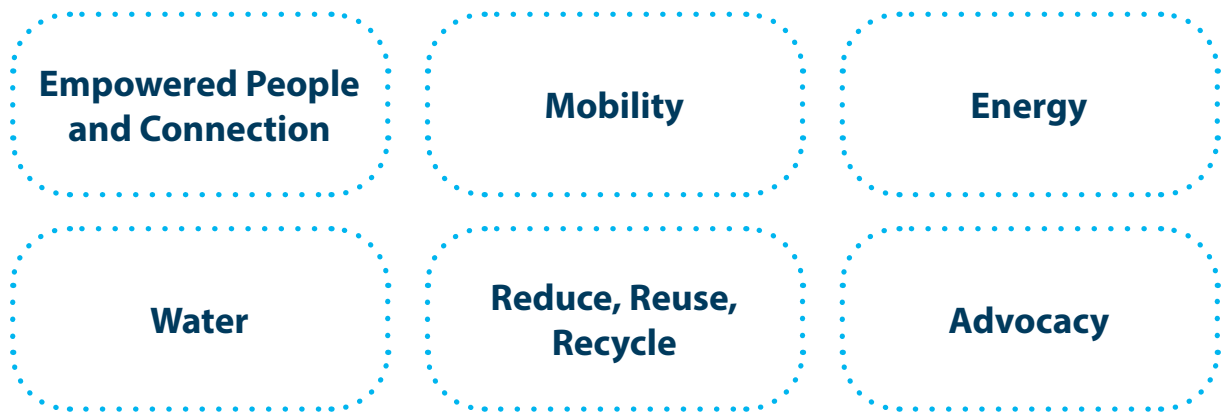 Empowered People
and Connection
Mobility
Energy
Water
Reduce, Reuse,
Recycle
Advocacy